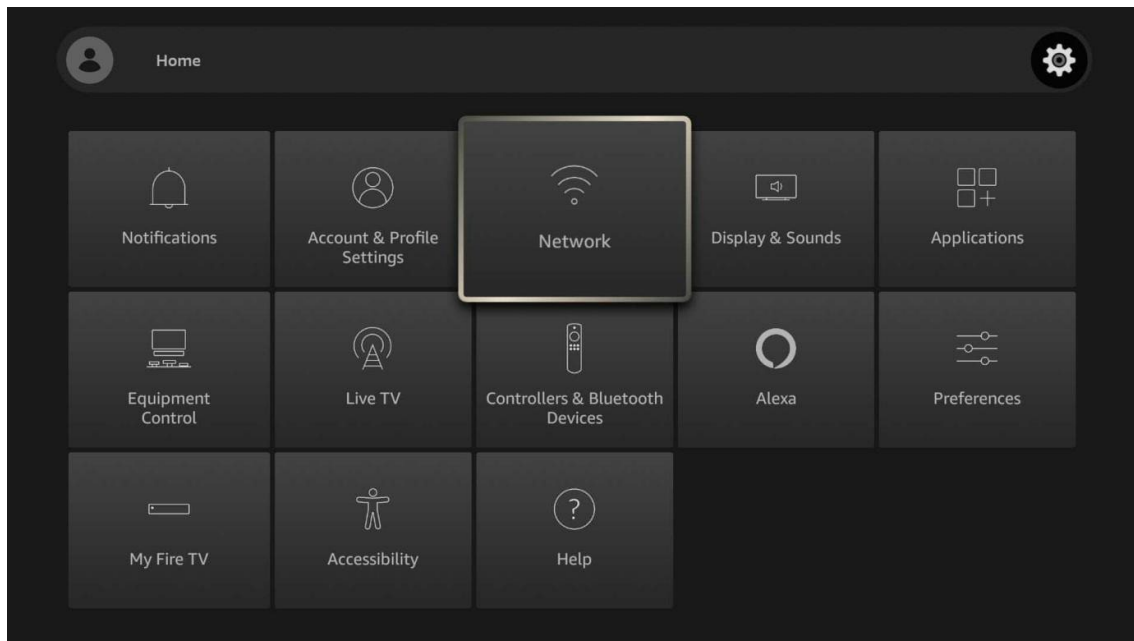 Home
Notifications
Account & Profile
Settings
Network
Display & Sounds
Applications
Equipment
Control
Live TV
Controllers & Bluetooth
Devices
Alexa
Preferences
My Fire TV
Accessibility
Help